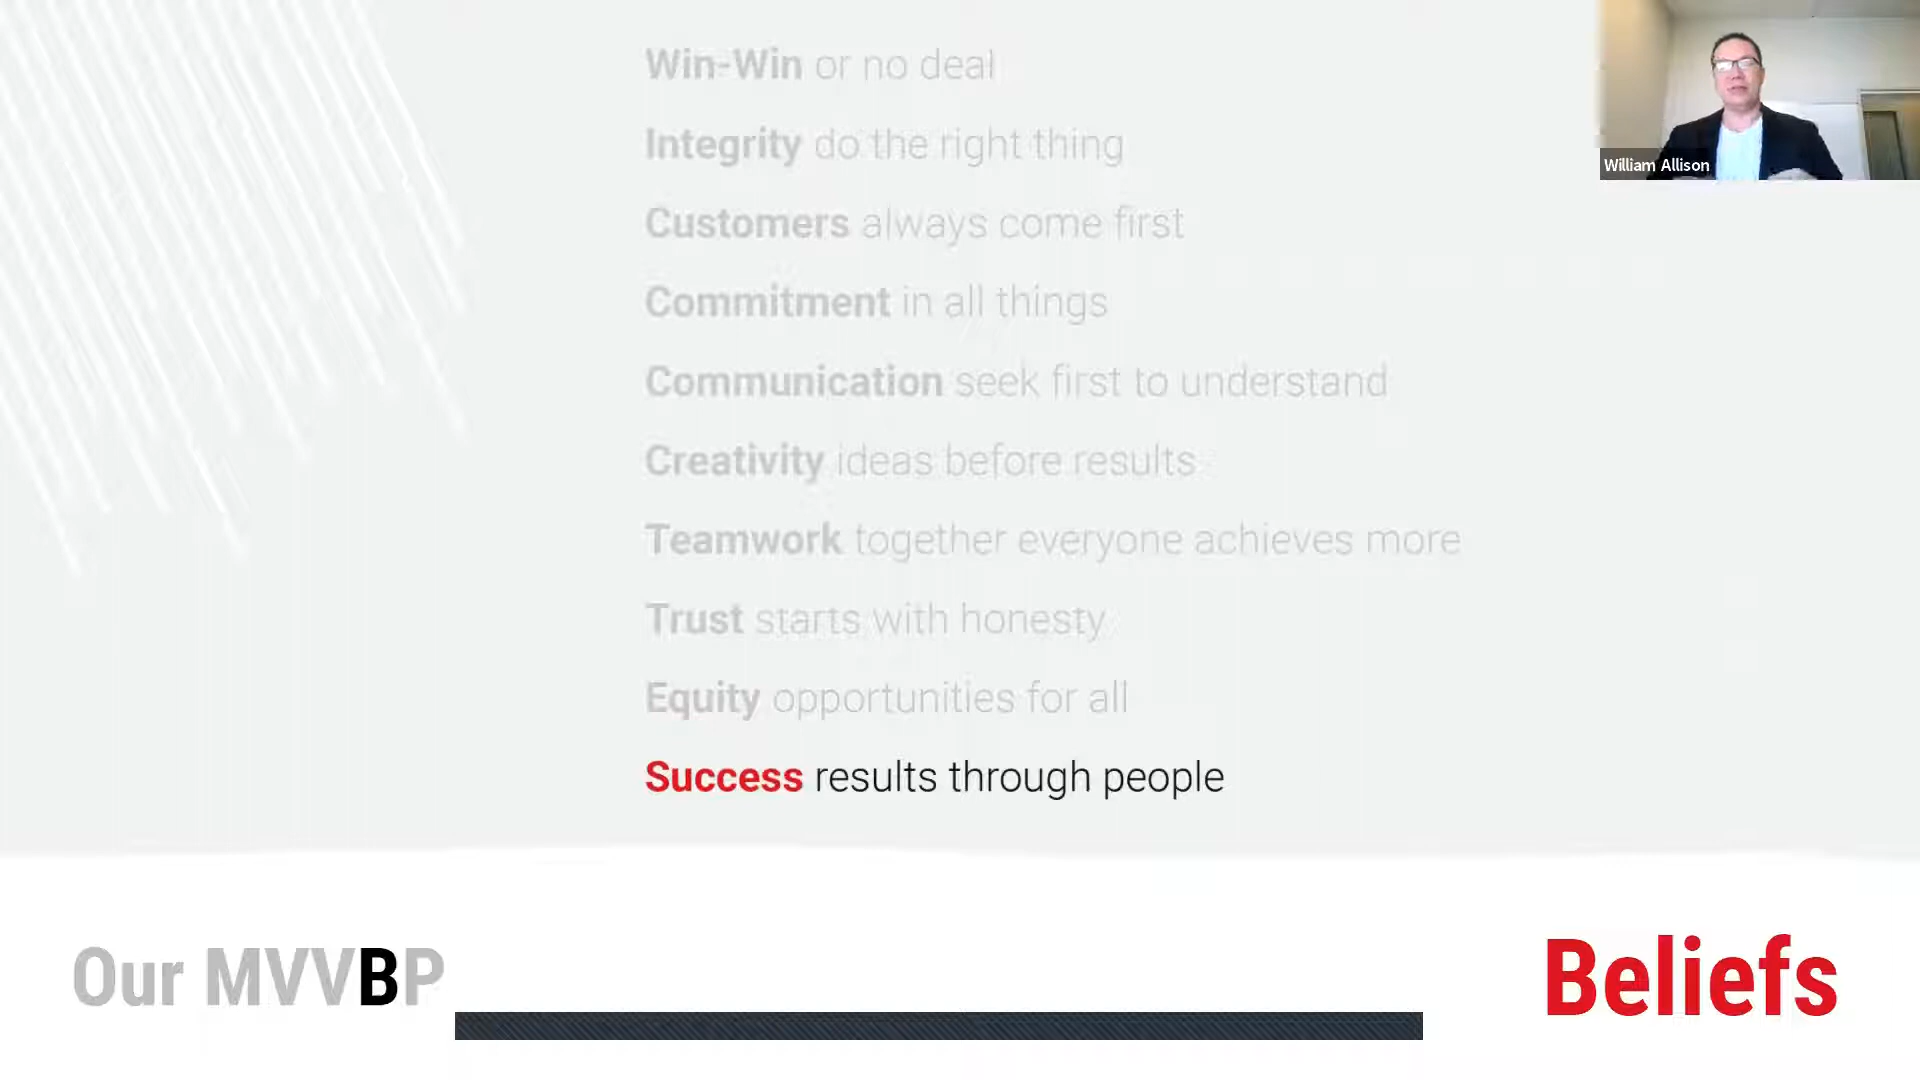 Win-Win or no deal
Integrity do the right thing
Customers always come first
Commitment in all things
Communication seek first to understand
Creativity ideas before results
Teamwork together everyone achieves more
Trust starts with honesty
Equity opportunities for all
Success results through people
William Allison
Our MVVBP
Beliefs